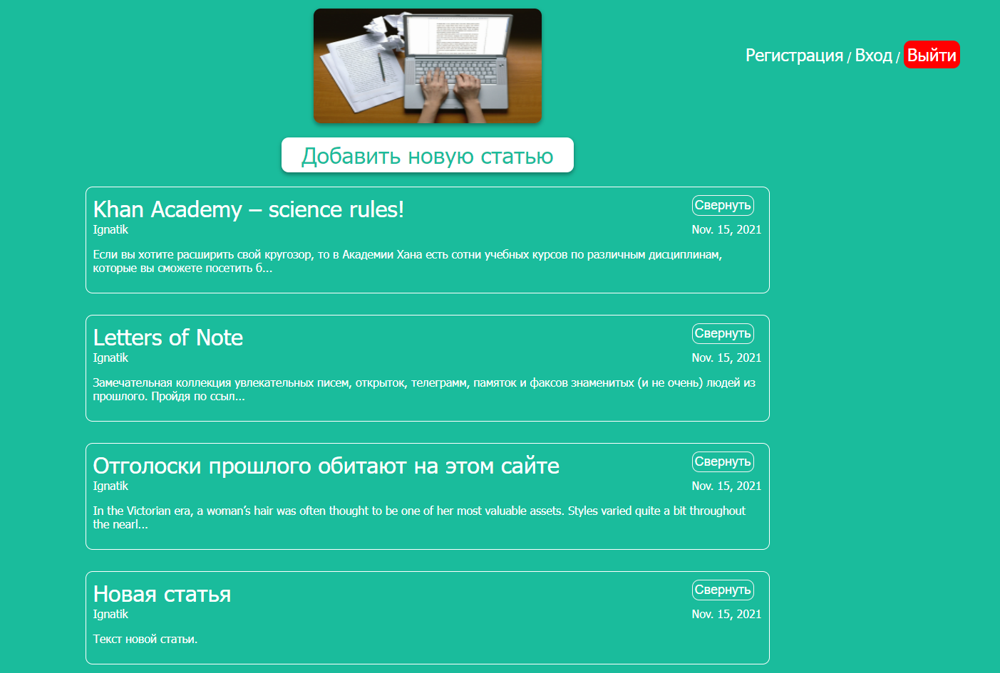 Регистрация / Вход / Выйти
Добавить новую статью
Khan Academy – science rules!
Свернуть
Ignatik
Nov. 15, 2021
Если вы хотите расширить свой кругозор, то в Академии Хана есть сотни учебных курсов по различным дисциплинам,
которые вы сможете посетить б...
Letters of Note
Свернуть
Ignatik
Nov. 15, 2021
Замечательная коллекция увлекательных писем, открыток, телеграмм, памяток и факсов знаменитых (и не очень) людей из
прошлого. Пройдя по ссыл...
Отголоски прошлого обитают на этом сайте
Свернуть
Ignatik
Nov. 15, 2021
In the Victorian era, a woman’s hair was often thought to be one of her most valuable assets. Styles varied quite a bit throughout
the nearl...
Новая статья
Свернуть
Ignatik
Nov. 15, 2021
Текст новой статьи.